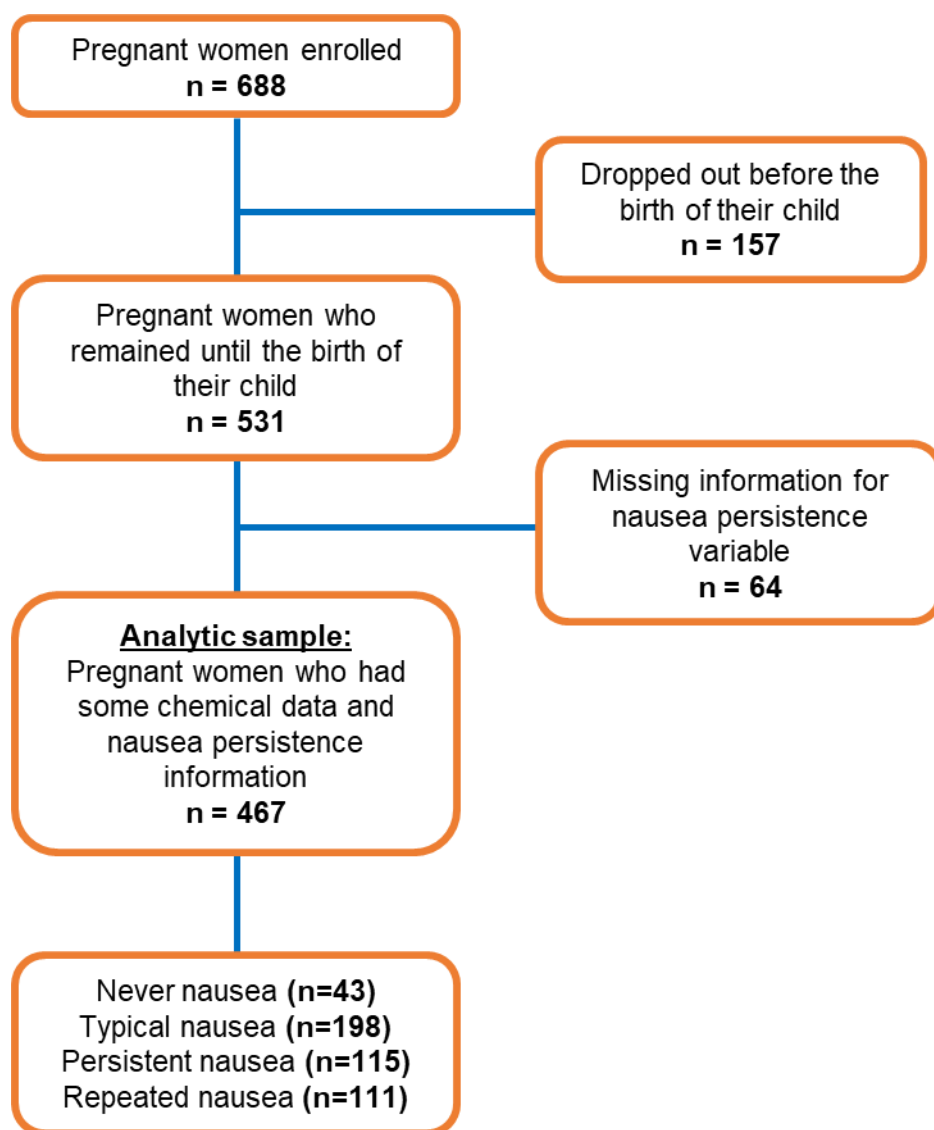 Pregnant women enrolled
n = 688
Dropped out before the
birth of their child
n = 157
Pregnant women who
remained until the birth of
their child
n = 531
Missing information for
nausea persistence
variable
n = 64
Analytic sample:
Pregnant women who had
some chemical data and
nausea persistence
information
n = 467
Never nausea (n=43)
Typical nausea (n=198)
Persistent nausea (n=115)
Repeated nausea (n=111)